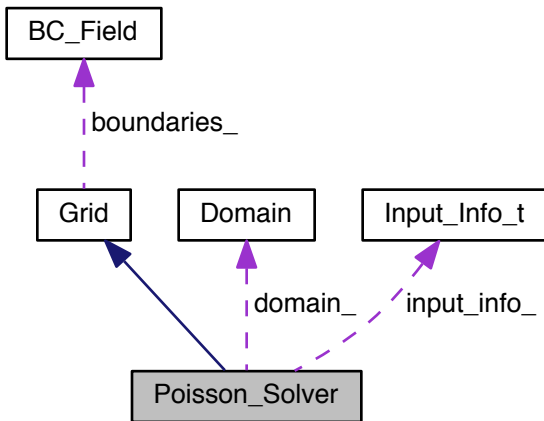 BC_Field
boundaries_
Grid
Domain
Input_Info_t
domain_
input_info_
Poisson_Solver